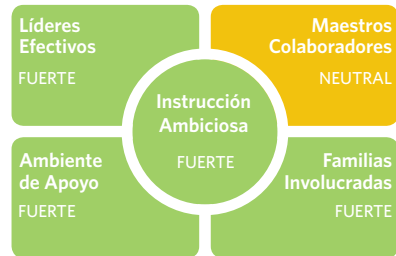 Líderes
Efectivos
FUERTE
Maestros
Colaboradores
NEUTRAL
Instrucción
Ambiciosa
FUERTE
Ambiente
de Apoyo
FUERTE
Familias
Involucradas
FUERTE